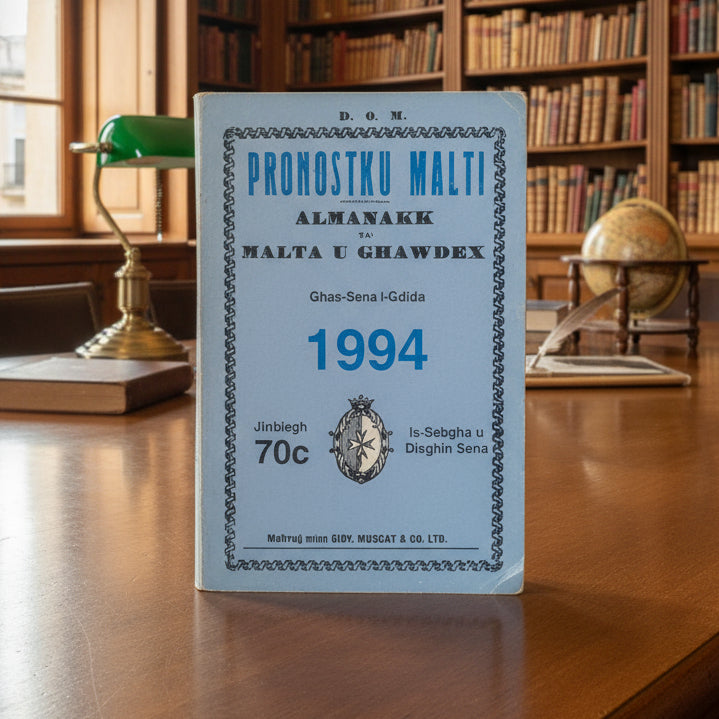 D. O. M.
PRONOSTKU MALTI
ALMANAKK
TA'
MALTA U GHAWDEX
Ghas-Sena l-Gdida
1994
Jinbiegh
70c
Is-Sebgha u
Disghin Sena
Mahruġ minn GIOV. MUSCAT & CO. LTD.